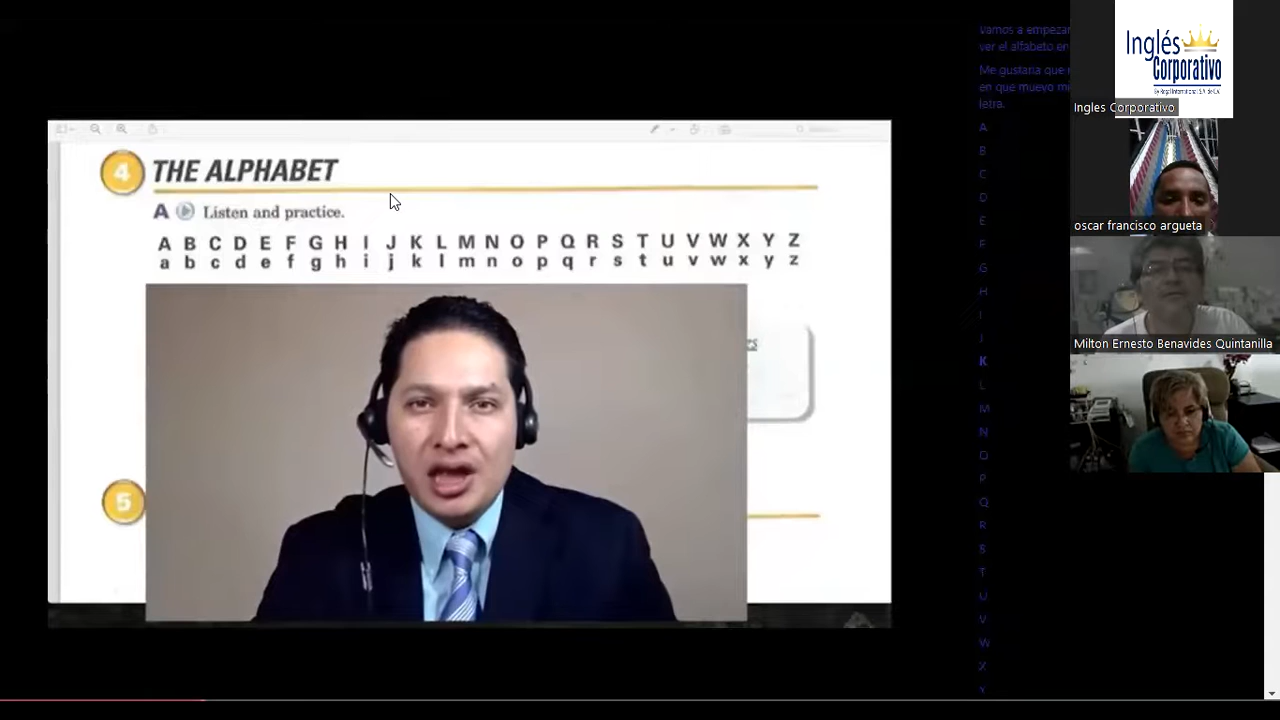 4 THE ALPHABET
A Listen and practice.
A B C D E F G H I J K L M N O P Q R S T U V W X Y Z
a b c d e f g h i j k l m n o p q r s t u v w x y z
5
Vamos a empezar
ver el alfabeto en
Me gustaria que
en que muevo
letra.
A
B
C
D
E
F
G
H
I
J
K
L
M
N
O
P
Q
R
S
T
U
V
W
X
Y
Inglés
Corporativo
Ingles Corporativo
oscar francisco argueta
Milton Ernesto Benavides Quintanilla